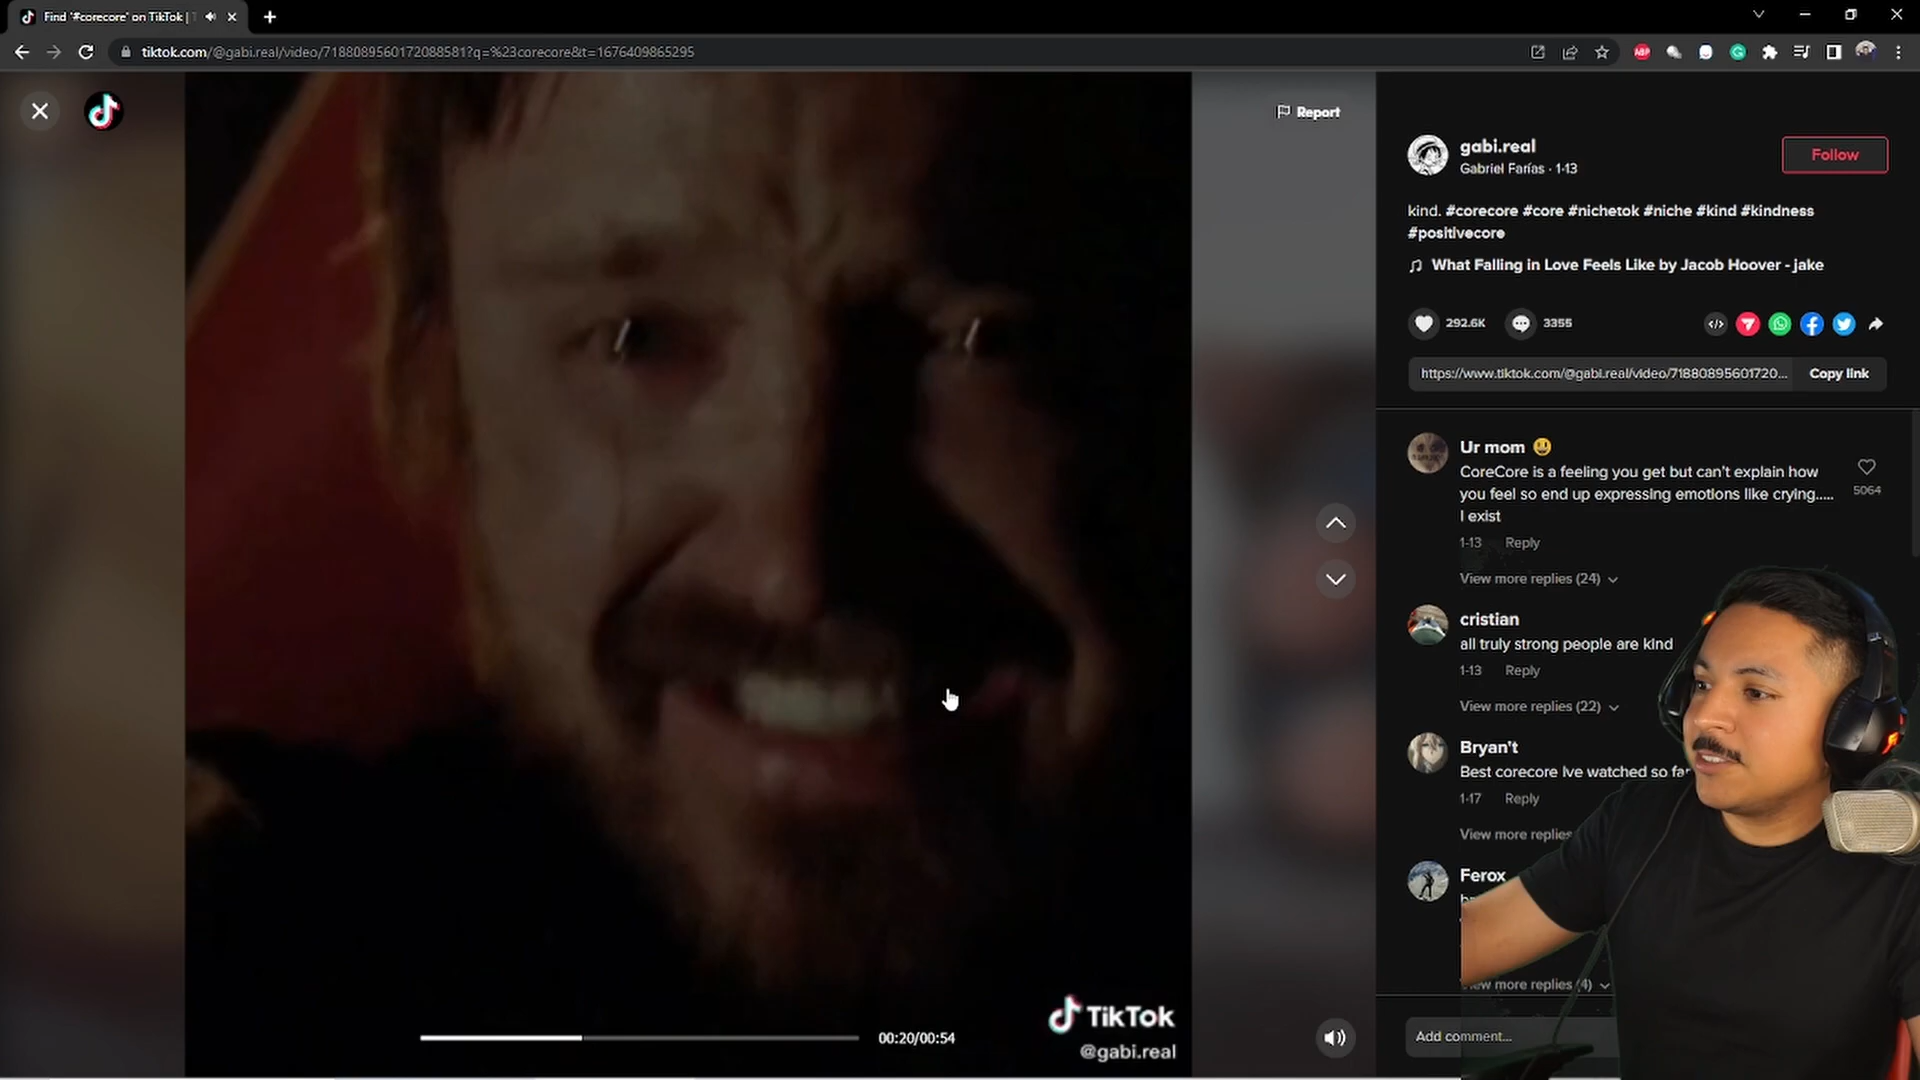 Find '#corecore' on TikTok |
tiktok.com/@gabi.real/video/7188089560172088581?q=%23corecore&t=1676409865295
ABP
Report
gabi.real
Gabriel Farías · 1-13
Follow
kind. #corecore #core #nichetok #niche #kind #kindness
#positivecore
What Falling in Love Feels Like by Jacob Hoover - jake
292.6K
3355
https://www.tiktok.com/@gabi.real/video/71880895601720...
Copy link
Ur mom
CoreCore is a feeling you get but can't explain how
you feel so end up expressing emotions like crying.....
I exist
5064
1-13 Reply
View more replies (24)
cristian
all truly strong people are kind
1-13 Reply
View more replies (22)
Bryan't
Best corecore Ive watched so far
1-17 Reply
View more replies
Ferox
View more replies (4)
Add comment...
00:20/00:54
TikTok
@gabi.real